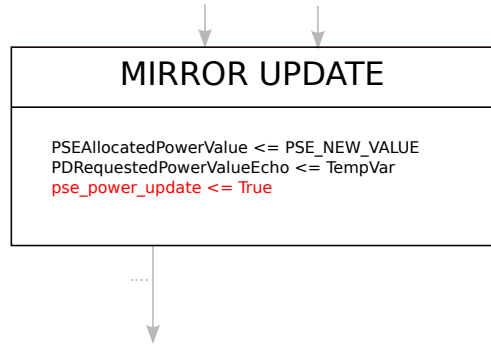 MIRROR UPDATE
PSEAllocatedPowerValue <= PSE_NEW_VALUE
PDRequestedPowerValueEcho <= TempVar
pse_power_update <= True
....